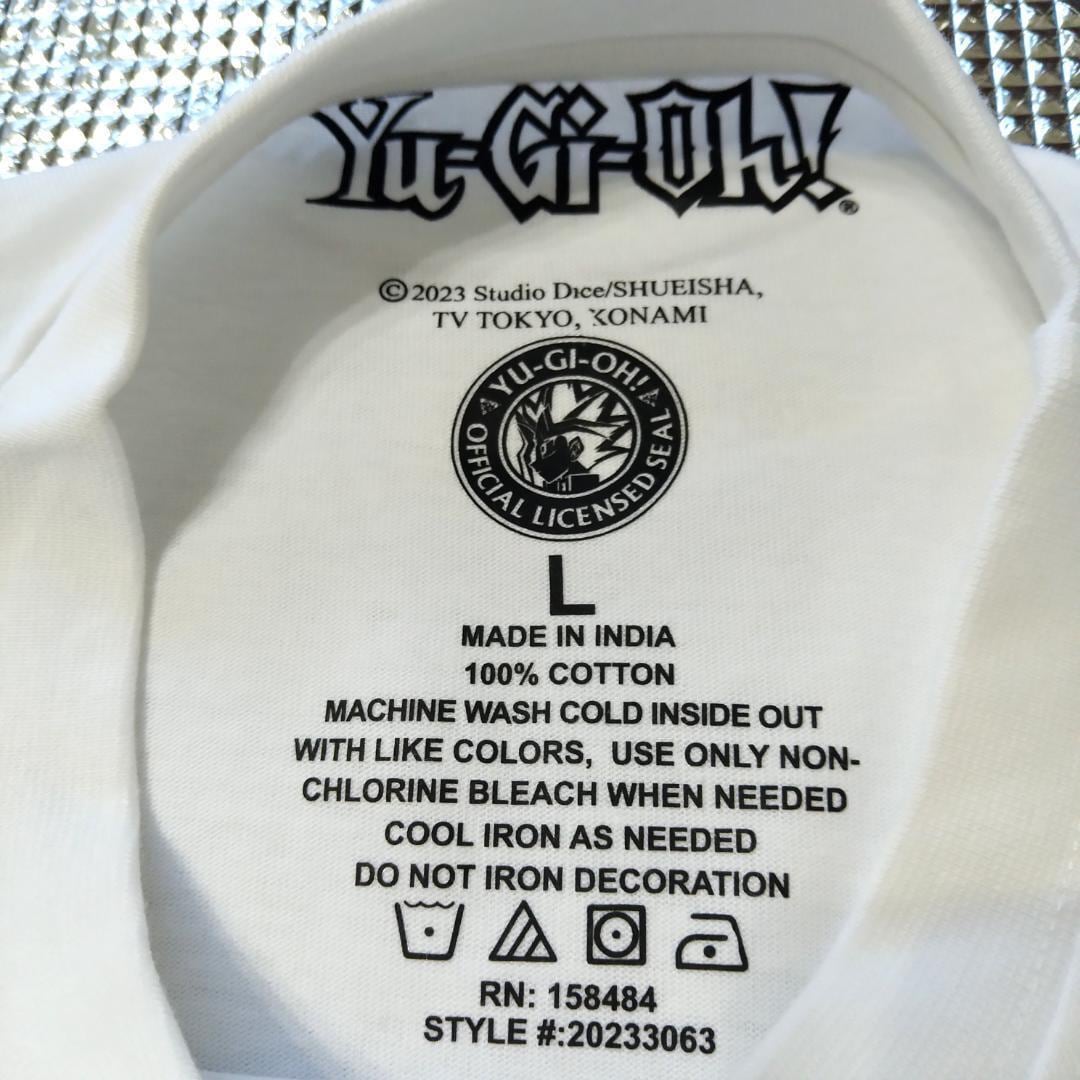 Yu-Gi-Oh!®
©2023 Studio Dice/SHUEISHA,
TV TOKYO, KONAMI
YU-GI-OH!
OFFICIAL LICENSED SEAL
L
MADE IN INDIA
100% COTTON
MACHINE WASH COLD INSIDE OUT
WITH LIKE COLORS, USE ONLY NON-
CHLORINE BLEACH WHEN NEEDED
COOL IRON AS NEEDED
DO NOT IRON DECORATION
RN: 158484
STYLE #:20233063